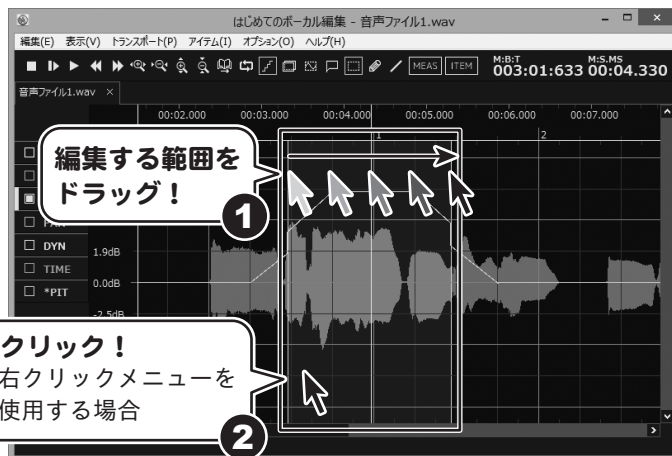 はじめてのボーカル編集 - 音声ファイル1.wav
編集(E) 表示(V) トランスポート(P) アイテム(I) オプション(O) ヘルプ(H)
MEAS ITEM M:B:T 003:01:633 M:S.MS 00:04.330
音声ファイル1.wav ×
00:02.000 00:03.000 00:04.000 00:05.000 00:06.000 00:07.000
1 2
編集する範囲を
ドラッグ！
1
DYN 1.9dB
TIME
*PIT 0.0dB
-2.5dB
クリック！
右クリックメニューを
使用する場合
2